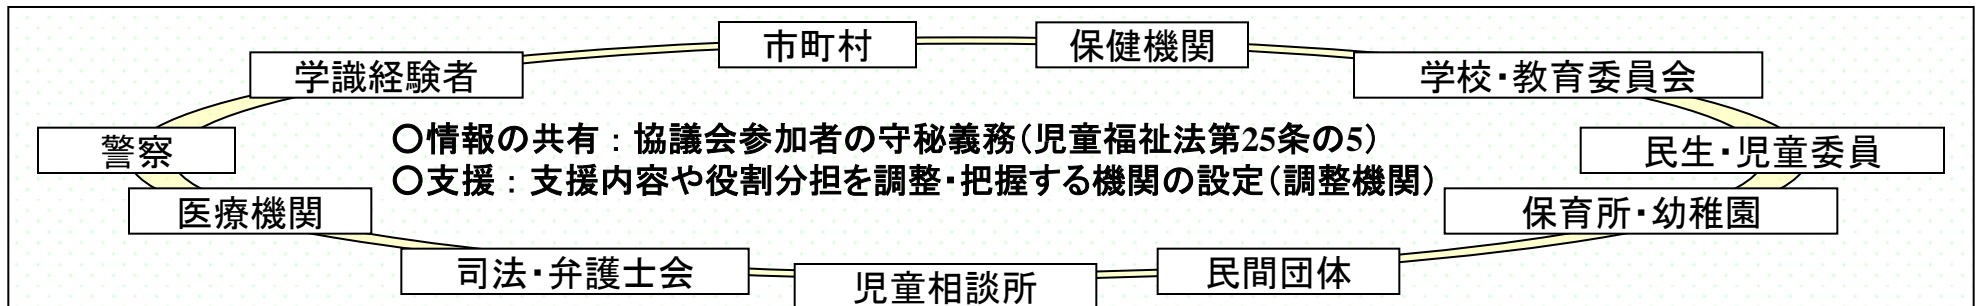 市町村
保健機関
学識経験者
学校・教育委員会
警察
○情報の共有：協議会参加者の守秘義務（児童福祉法第25条の5）
民生・児童委員
○支援：支援内容や役割分担を調整・把握する機関の設定（調整機関）
医療機関
保育所・幼稚園
司法・弁護士会
民間団体
児童相談所